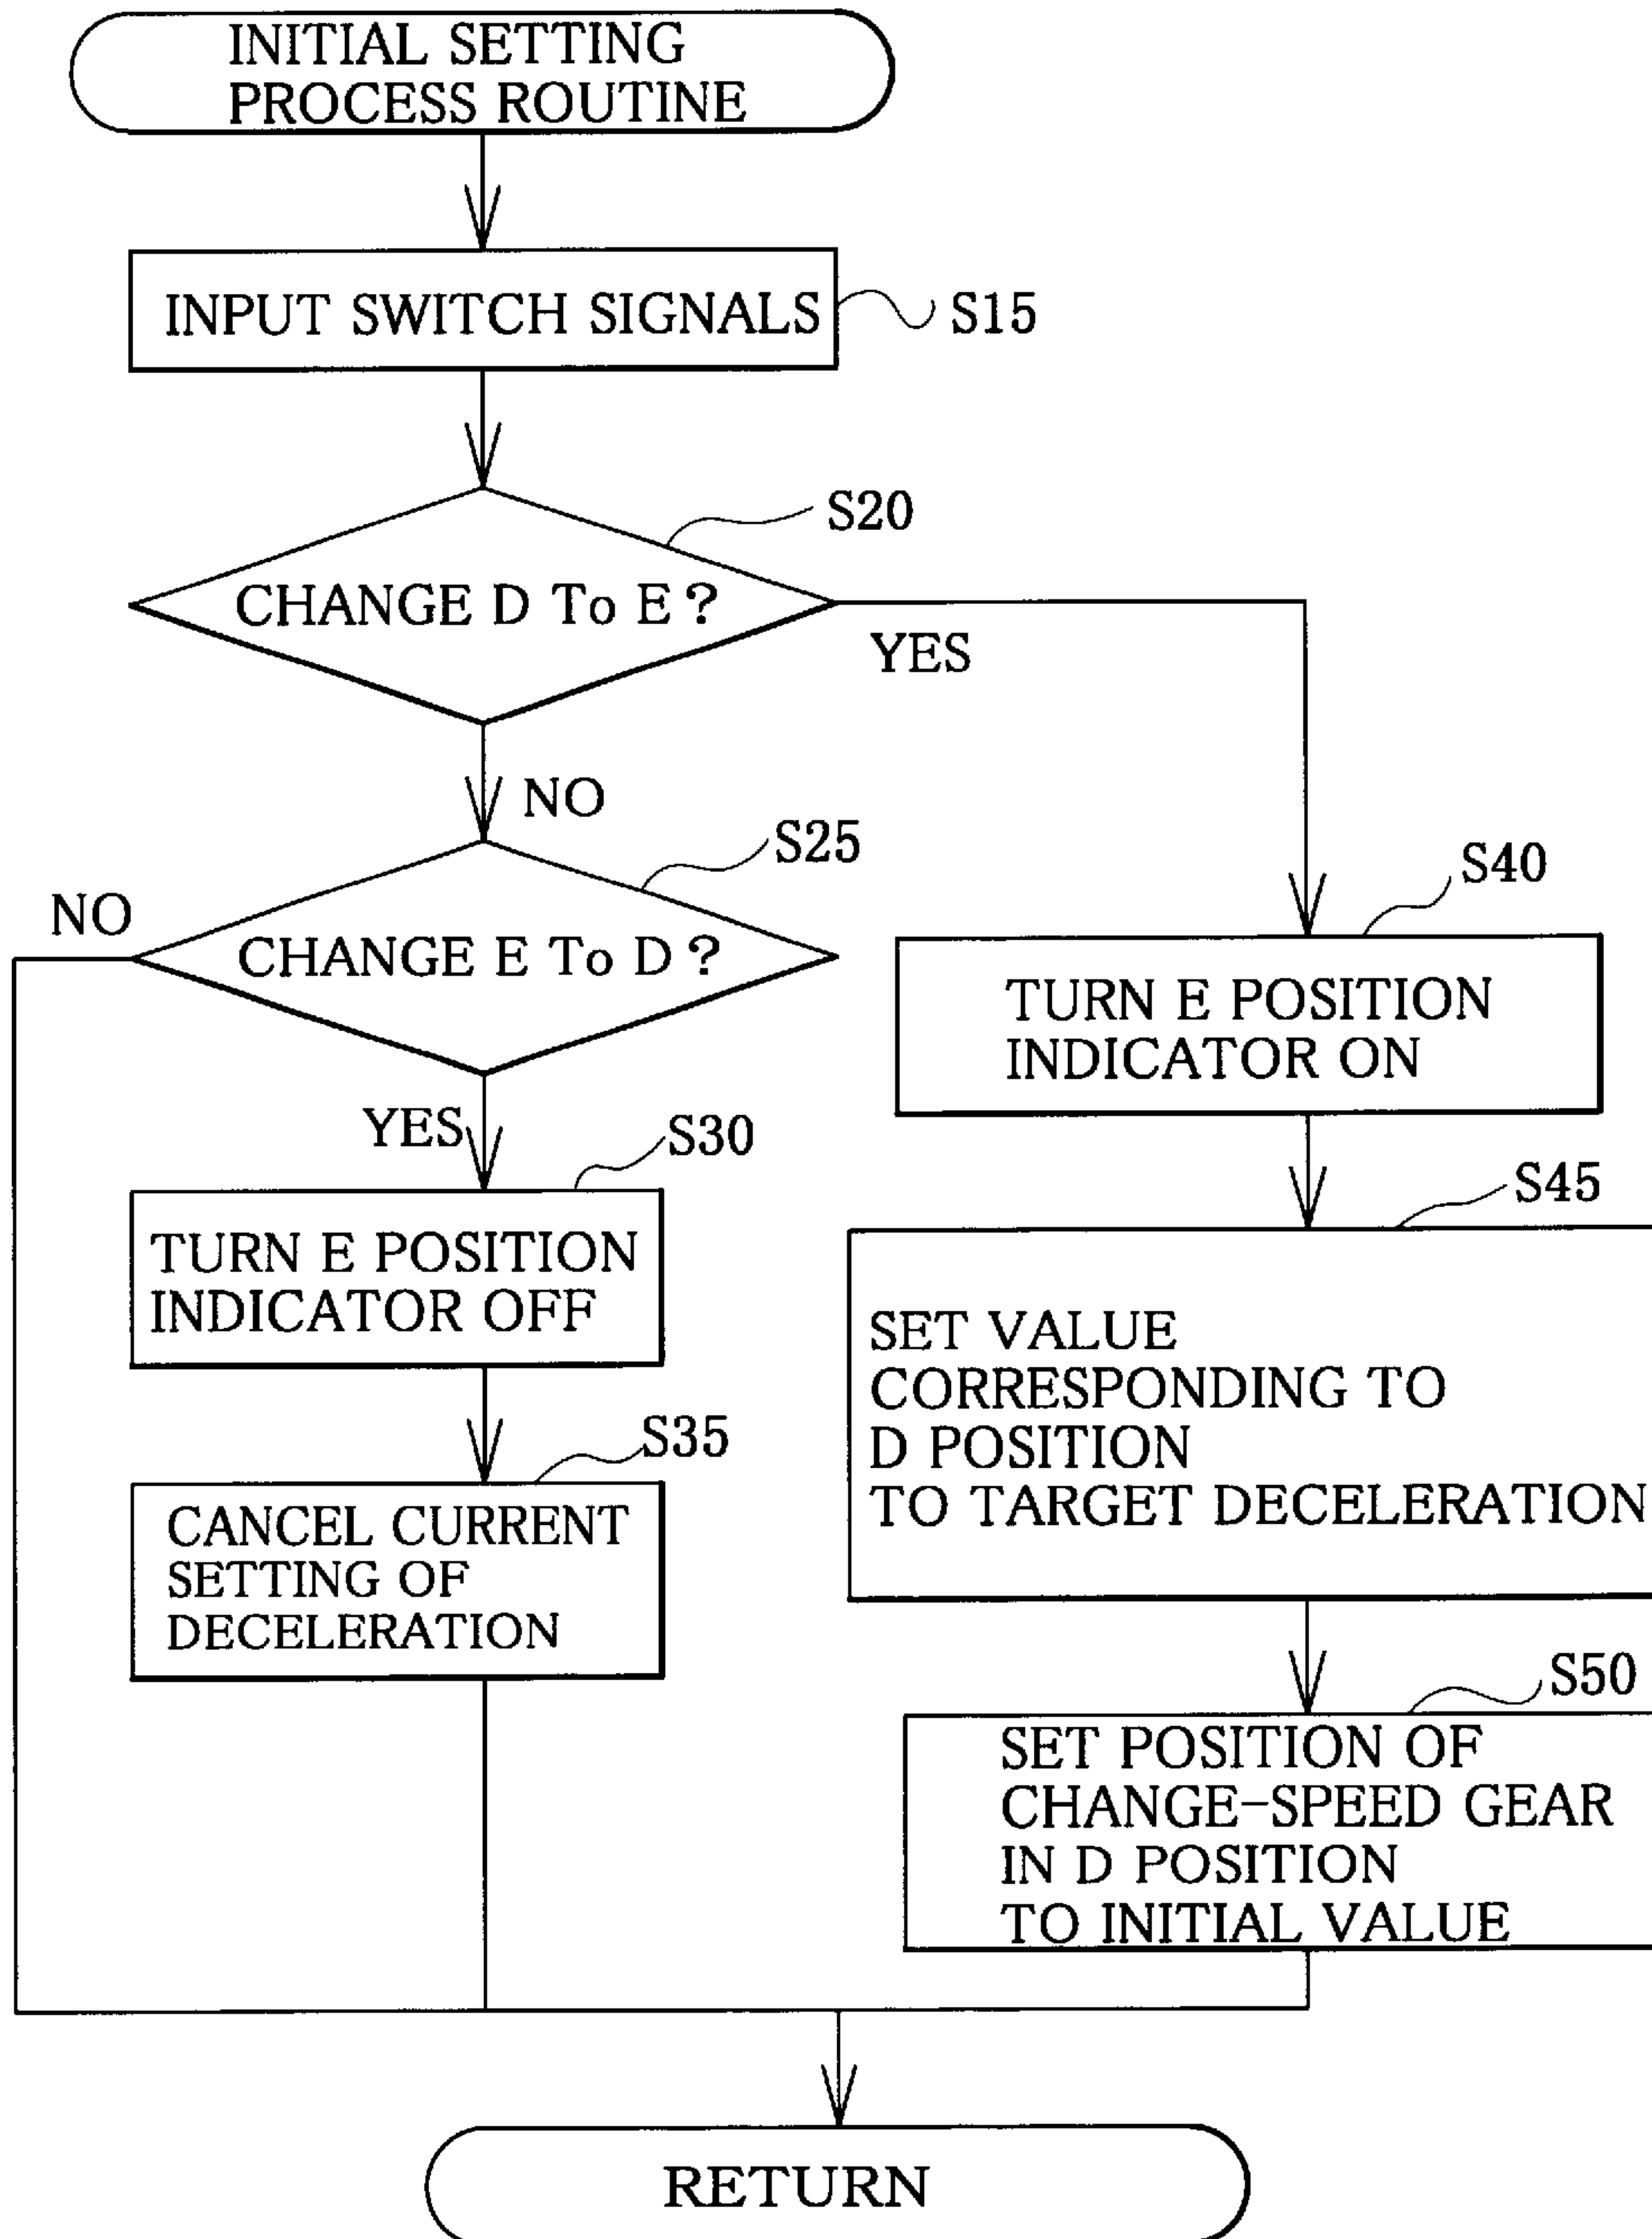 INITIAL SETTING
PROCESS ROUTINE
INPUT SWITCH SIGNALS
S15
S20
CHANGE D To E ?
YES
NO
S25
NO
CHANGE E To D ?
S40
TURN E POSITION
INDICATOR ON
YES
S30
TURN E POSITION
INDICATOR OFF
S45
SET VALUE
CORRESPONDING TO
D POSITION
TO TARGET DECELERATION
S35
CANCEL CURRENT
SETTING OF
DECELERATION
S50
SET POSITION OF
CHANGE-SPEED GEAR
IN D POSITION
TO INITIAL VALUE
RETURN